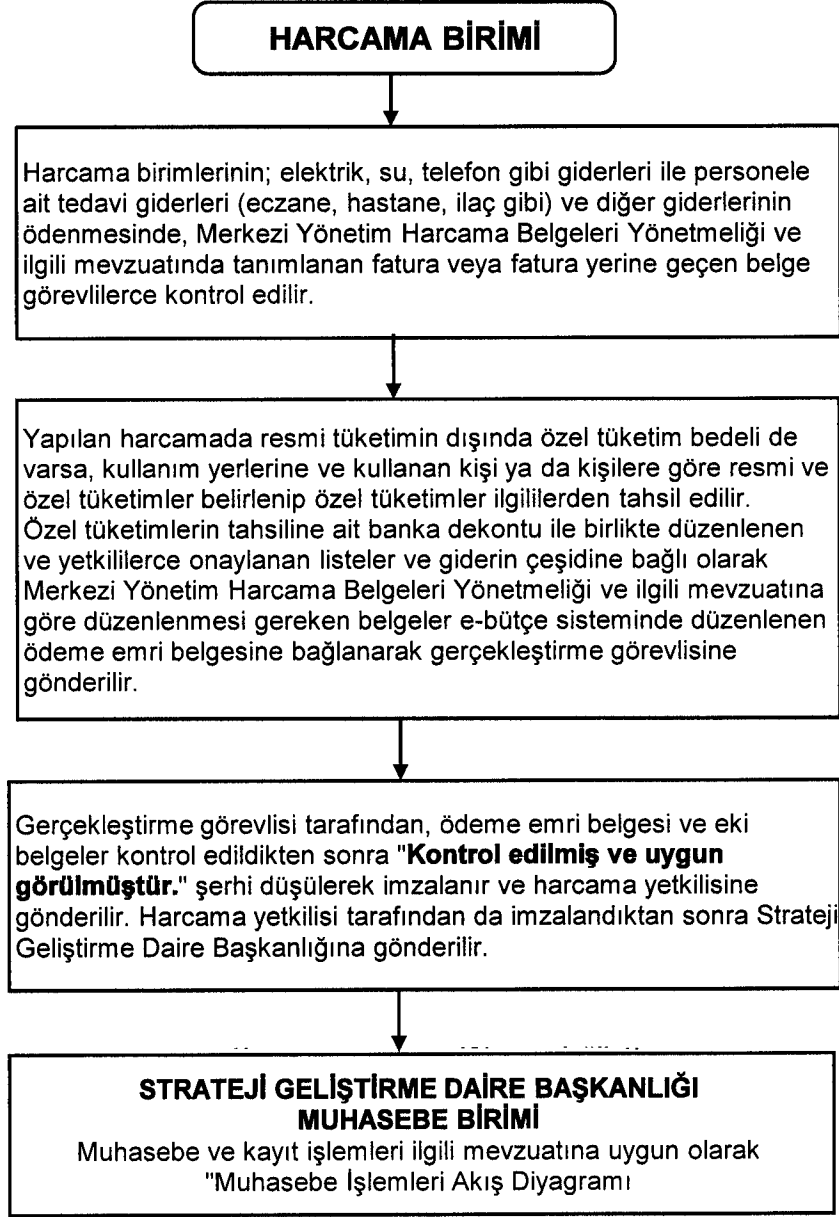 HARCAMA BİRİMİ
Harcama birimlerinin; elektrik, su, telefon gibi giderleri ile personele
ait tedavi giderleri (eczane, hastane, ilaç gibi) ve diğer giderlerinin
ödenmesinde, Merkezi Yönetim Harcama Belgeleri Yönetmeliği ve
ilgili mevzuatında tanımlanan fatura veya fatura yerine geçen belge
görevlilerce kontrol edilir.
Yapılan harcamada resmi tüketimin dışında özel tüketim bedeli de
varsa, kullanım yerlerine ve kullanan kişi ya da kişilere göre resmi ve
özel tüketimler belirlenip özel tüketimler ilgililerden tahsil edilir.
Özel tüketimlerin tahsiline ait banka dekontu ile birlikte düzenlenen
ve yetkililerce onaylanan listeler ve giderin çeşidine bağlı olarak
Merkezi Yönetim Harcama Belgeleri Yönetmeliği ve ilgili mevzuatına
göre düzenlenmesi gereken belgeler e-bütçe sisteminde düzenlenen
ödeme emri belgesine bağlanarak gerçekleştirme görevlisine
gönderilir.
Gerçekleştirme görevlisi tarafından, ödeme emri belgesi ve eki
belgeler kontrol edildikten sonra "Kontrol edilmiş ve uygun
görülmüştür." şerhi düşülerek imzalanır ve harcama yetkilisine
gönderilir. Harcama yetkilisi tarafından da imzalandıktan sonra Strateji
Geliştirme Daire Başkanlığına gönderilir.
STRATEJİ GELİŞTİRME DAİRE BAŞKANLIĞI
MUHASEBE BİRİMİ
Muhasebe ve kayıt işlemleri ilgili mevzuatına uygun olarak
"Muhasebe İşlemleri Akış Diyagramı